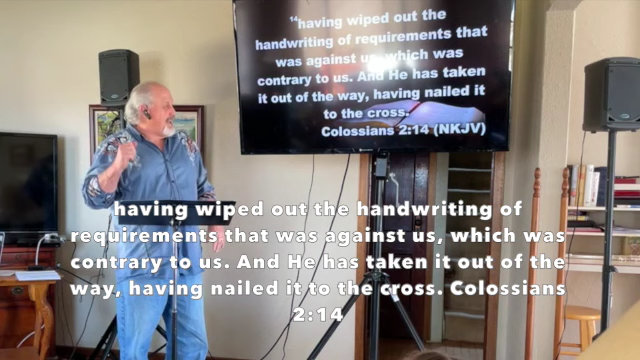 ¹⁴having wiped out the
handwriting of requirements that
was against us, which was
contrary to us. And He has taken
it out of the way, having nailed it
to the cross.
Colossians 2:14 (NKJV)
having wiped out the handwriting of
requirements that was against us, which was
contrary to us. And He has taken it out of the
way, having nailed it to the cross. Colossians
2:14